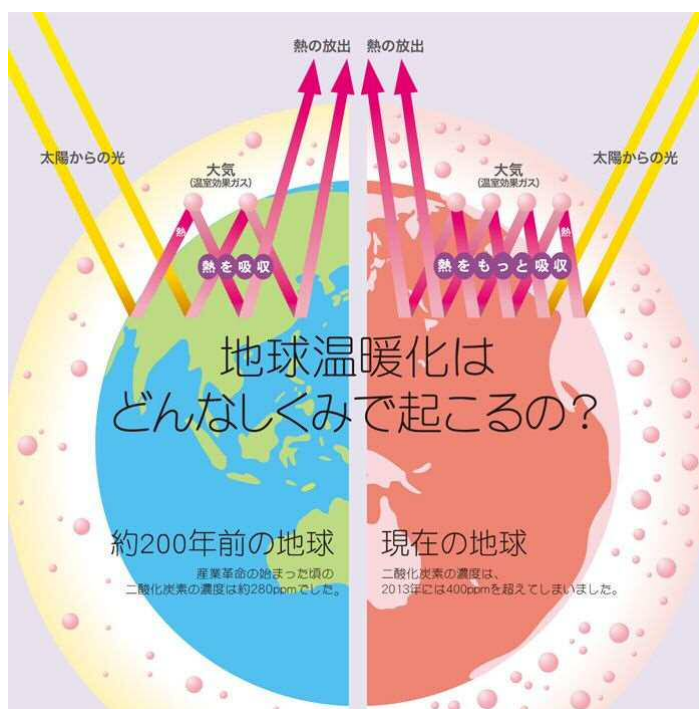 熱の放出
熱の放出
太陽からの光
大気
(温室効果ガス)
熱
熱を吸収
大気
(温室効果ガス)
太陽からの光
熱
熱をもっと吸収
地球温暖化は
どんなしくみで起こるの?
約200年前の地球
産業革命の始まった頃の
二酸化炭素の濃度は約280ppmでした。
現在の地球
二酸化炭素の濃度は、
2013年には400ppmを超えてしまいました。